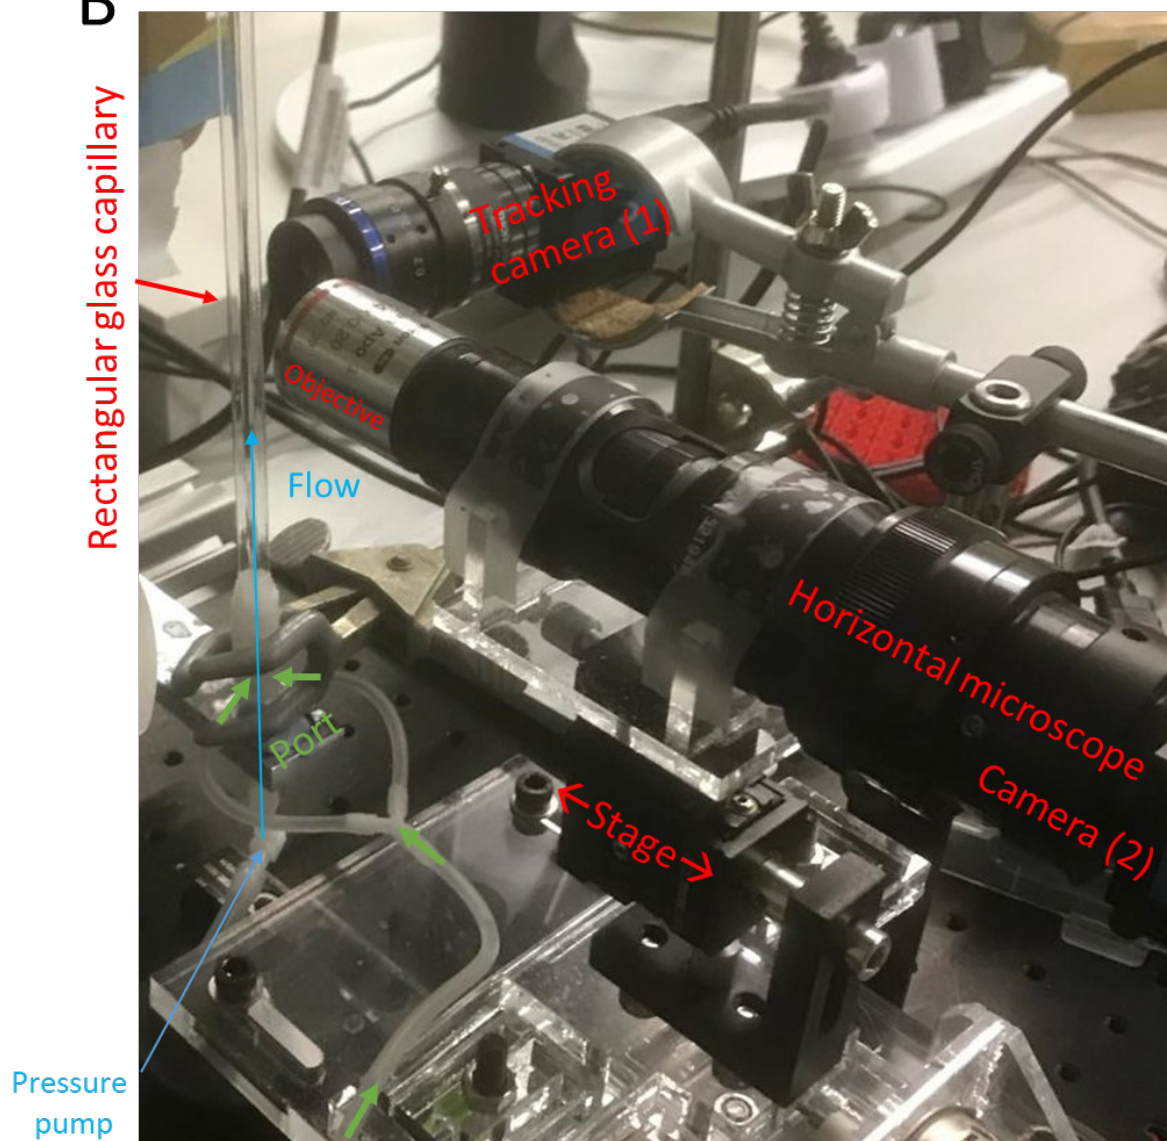 B
Rectangular glass capillary
Tracking
camera (1)
Objective
Flow
Horizontal microscope
Camera (2)
Port
←Stage→
Pressure
pump